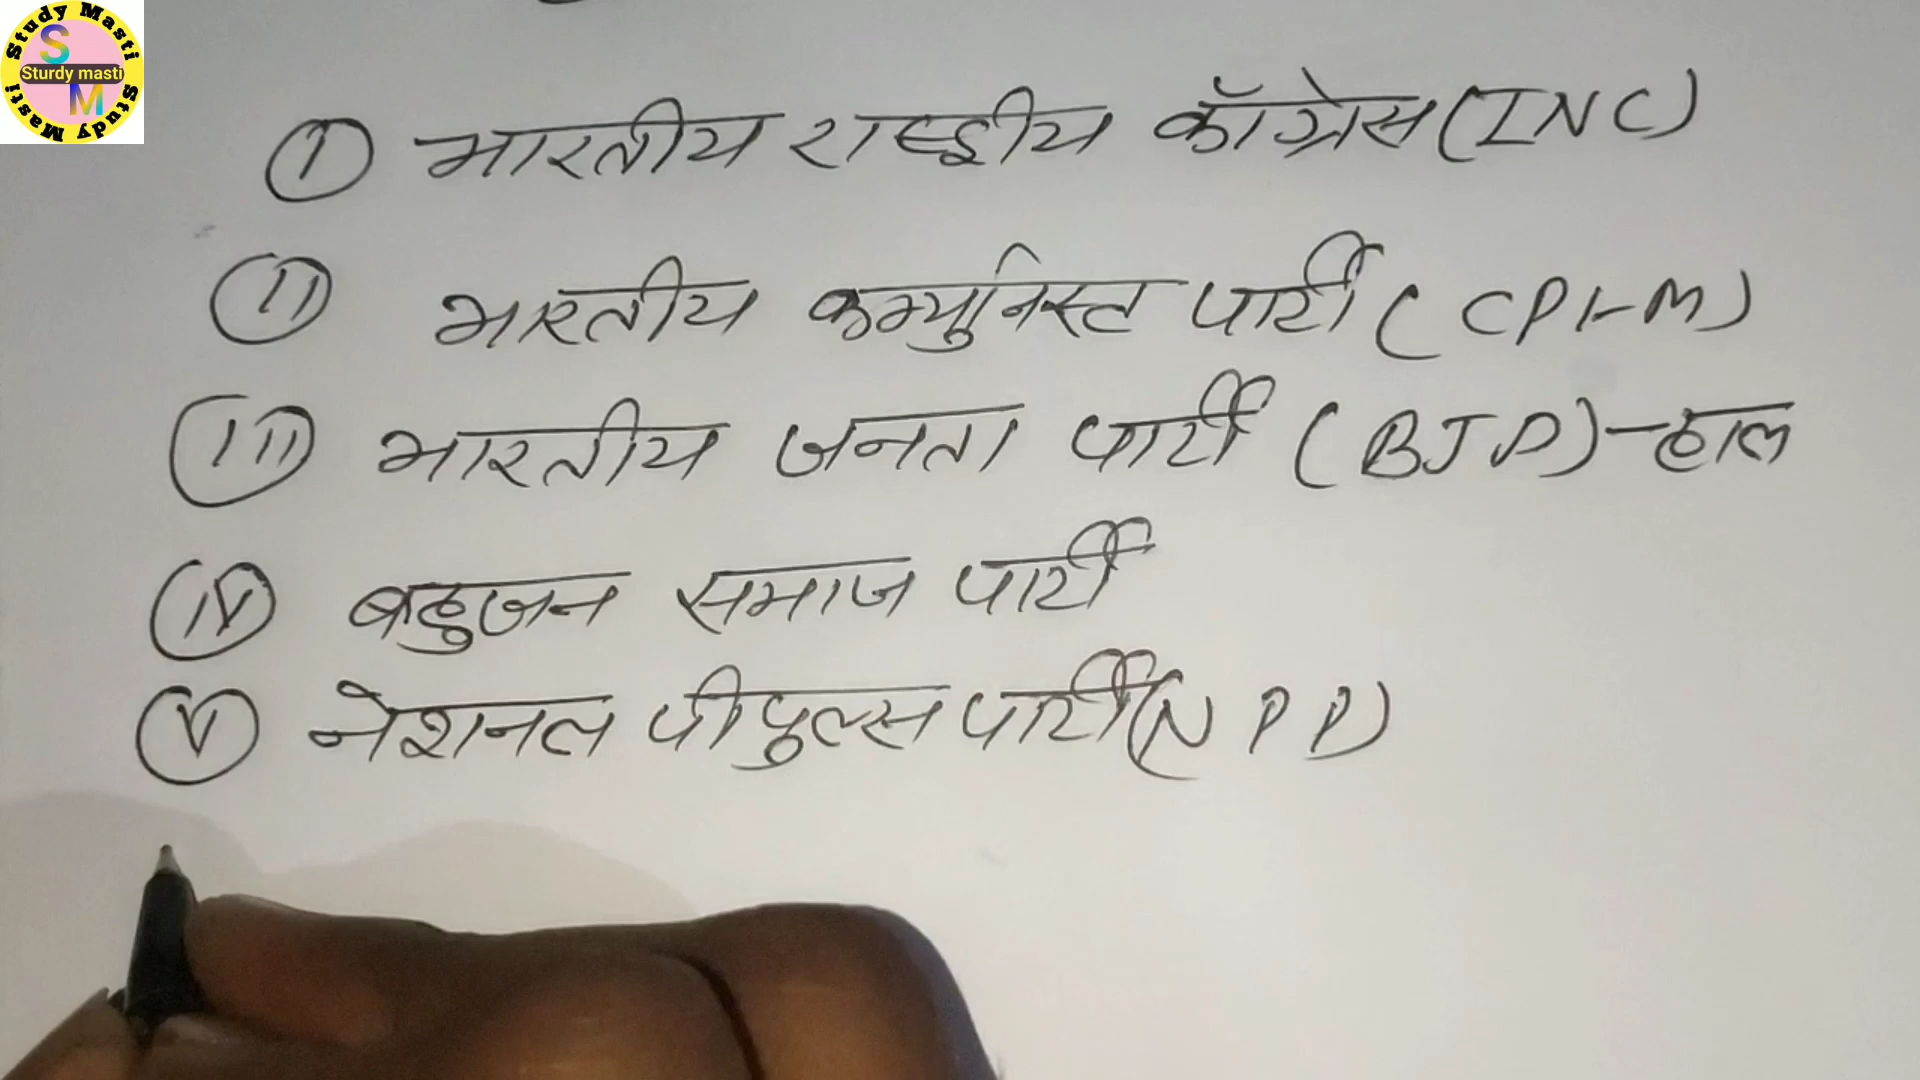 Study Masti Study Masti
S
Sturdy masti
M
I भारतीय राष्ट्रीय कॉग्रेस (INC)
II भारतीय कम्युनिस्ट पार्टी (CPI-M)
III भारतीय जनता पार्टी (BJP) - हाल
IV बहुजन समाज पार्टी
V नेशनल पीपुल्स पार्टी (NPP)